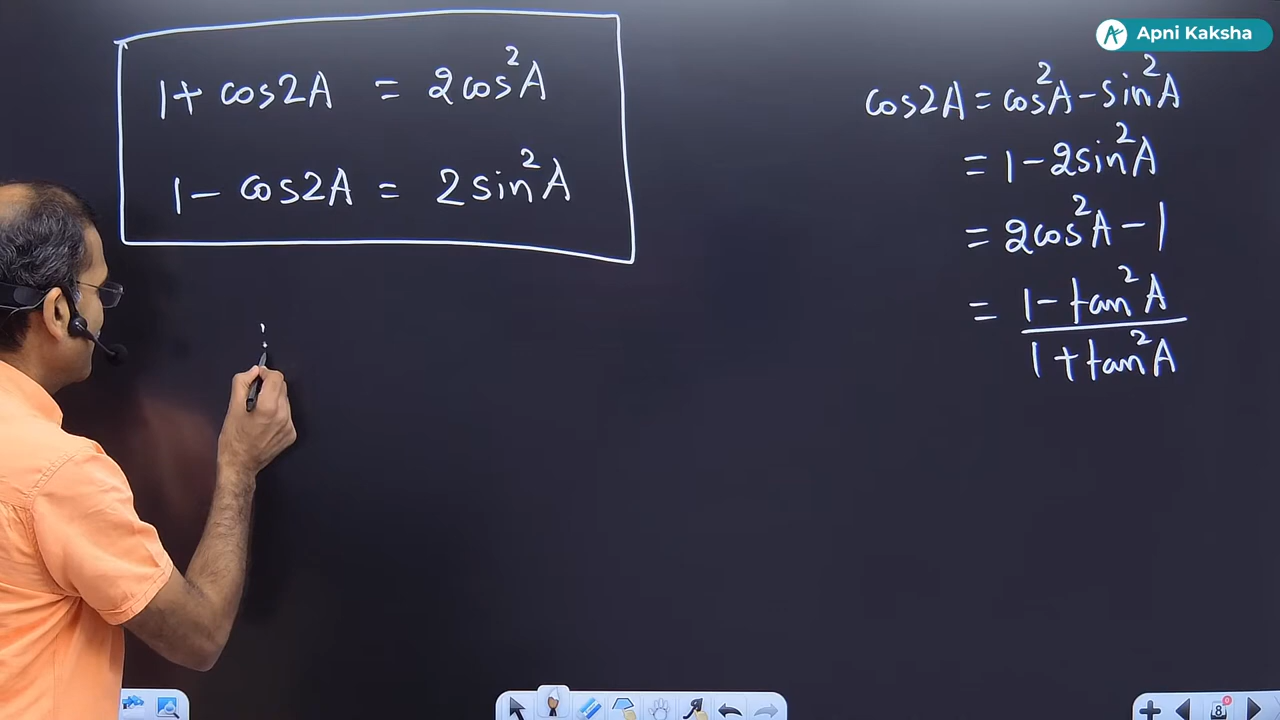 Apni Kaksha
1 + cos2A = 2cos²A
1 - cos2A = 2sin²A
cos2A = cos²A - sin²A
= 1 - 2sin²A
= 2cos²A - 1
= 1 - tan²A
1 + tan²A
8